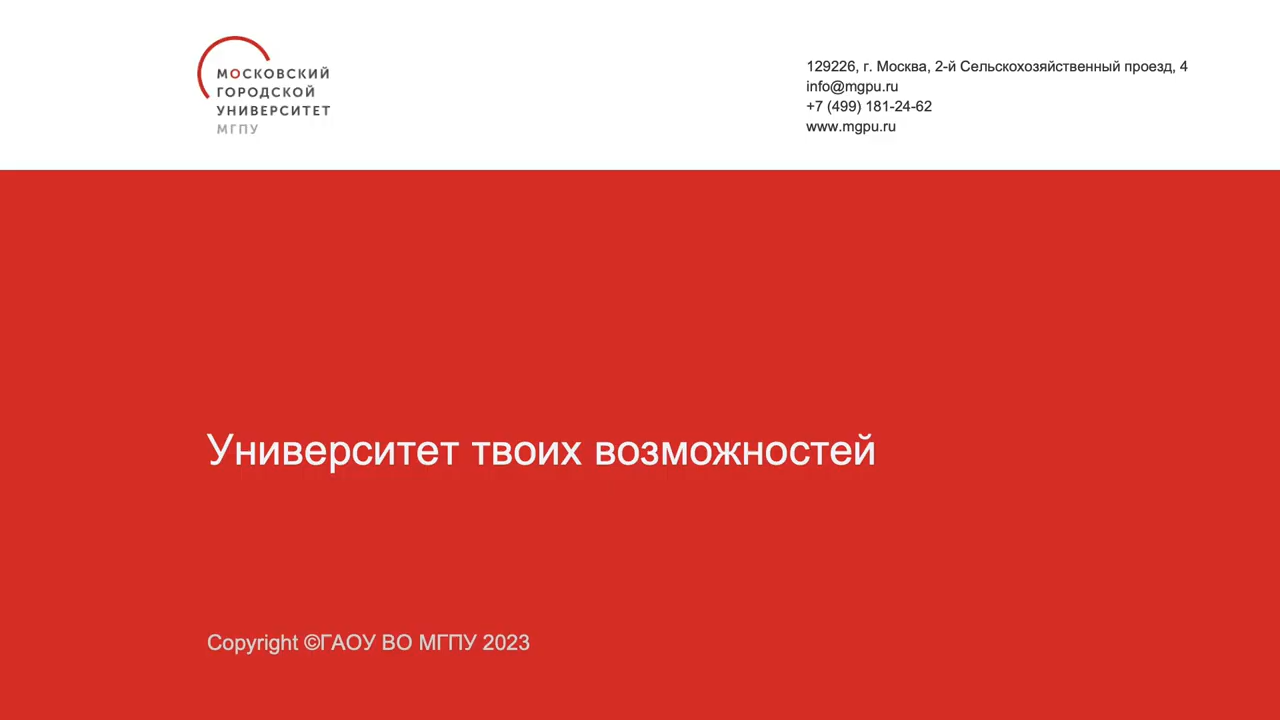 МОСКОВСКИЙ
ГОРОДСКОЙ
УНИВЕРСИТЕТ
МГПУ
129226, г. Москва, 2-й Сельскохозяйственный проезд, 4
info@mgpu.ru
+7 (499) 181-24-62
www.mgpu.ru
Университет твоих возможностей
Copyright ©ГАОУ ВО МГПУ 2023